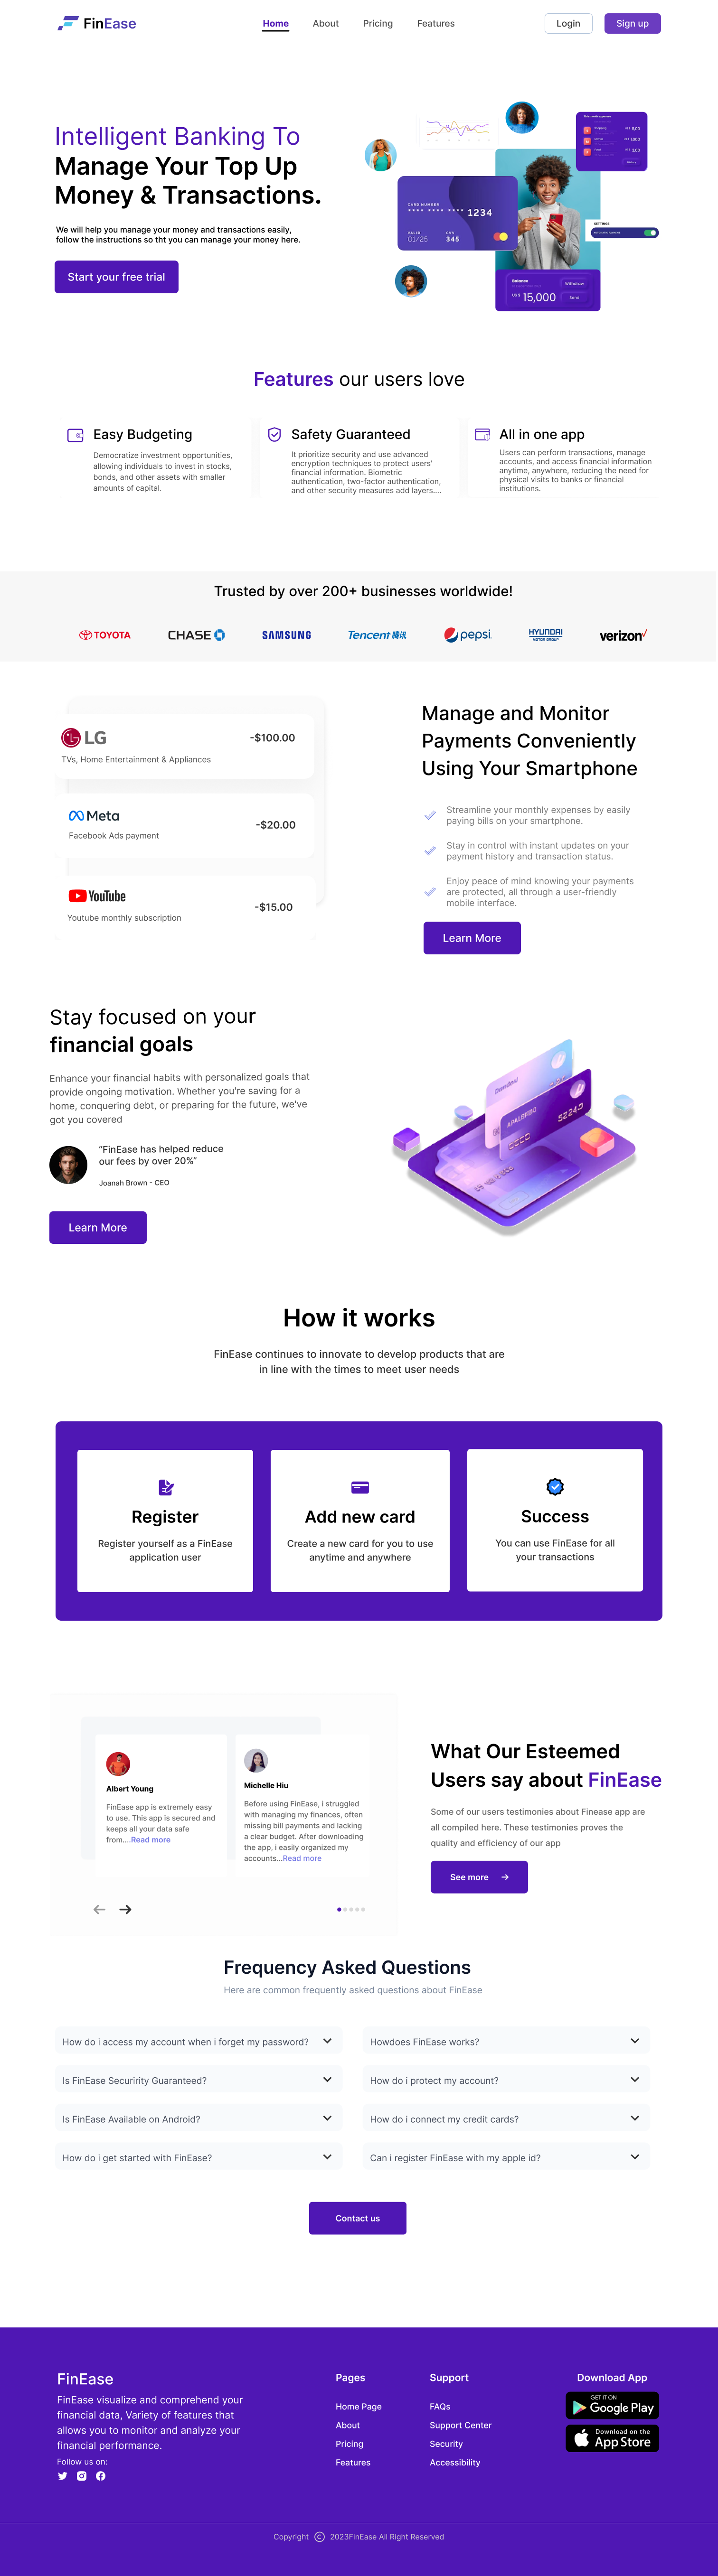 FinEase
Home
About
Pricing
Features
Login
Sign up
Intelligent Banking To
Manage Your Top Up
Money & Transactions.
We will help you manage your money and transactions easily,
follow the instructions so tht you can manage your money here.
Start your free trial
CARD NUMBER
**** **** **** 1234
VALID
01/25
CVS
345
Shopping
SETTINGS
Balance
US $ 15,000
Withdraw
Send
Features our users love
Easy Budgeting
Democratize investment opportunities,
allowing individuals to invest in stocks,
bonds, and other assets with smaller
amounts of capital.
Safety Guaranteed
It prioritize security and use advanced
encryption techniques to protect users'
financial information. Biometric
authentication, two-factor authentication,
and other security measures add layers....
All in one app
Users can perform transactions, manage
accounts, and access financial information
anytime, anywhere, reducing the need for
physical visits to banks or financial
institutions.
Trusted by over 200+ businesses worldwide!
TOYOTA
CHASE
SAMSUNG
Tencent 腾讯
pepsi
HYUNDAI
MOTOR GROUP
verizon✓
LG
-$100.00
TVs, Home Entertainment & Appliances
Meta
-$20.00
Facebook Ads payment
YouTube
-$15.00
Youtube monthly subscription
Manage and Monitor
Payments Conveniently
Using Your Smartphone
Streamline your monthly expenses by easily
paying bills on your smartphone.
Stay in control with instant updates on your
payment history and transaction status.
Enjoy peace of mind knowing your payments
are protected, all through a user-friendly
mobile interface.
Learn More
Stay focused on your
financial goals
Enhance your financial habits with personalized goals that
provide ongoing motivation. Whether you're saving for a
home, conquering debt, or preparing for the future, we've
got you covered
"FinEase has helped reduce
our fees by over 20%"
Joanah Brown - CEO
Learn More
How it works
FinEase continues to innovate to develop products that are
in line with the times to meet user needs
Register
Register yourself as a FinEase
application user
Add new card
Create a new card for you to use
anytime and anywhere
Success
You can use FinEase for all
your transactions
Albert Young
FinEase app is extremely easy
to use. This app is secured and
keeps all your data safe
from....Read more
Michelle Hiu
Before using FinEase, i struggled
with managing my finances, often
missing bill payments and lacking
a clear budget. After downloading
the app, i easily organized my
accounts...Read more
What Our Esteemed
Users say about FinEase
Some of our users testimonies about Finease app are
all compiled here. These testimonies proves the
quality and efficiency of our app
See more
Frequency Asked Questions
Here are common frequently asked questions about FinEase
How do i access my account when i forget my password?
Howdoes FinEase works?
Is FinEase Securirity Guaranteed?
How do i protect my account?
Is FinEase Available on Android?
How do i connect my credit cards?
How do i get started with FinEase?
Can i register FinEase with my apple id?
Contact us
FinEase
FinEase visualize and comprehend your
financial data, Variety of features that
allows you to monitor and analyze your
financial performance.
Follow us on:
Pages
Home Page
About
Pricing
Features
Support
FAQs
Support Center
Security
Accessibility
Download App
GET IT ON
Google Play
Download on the
App Store
Copyright © 2023FinEase All Right Reserved